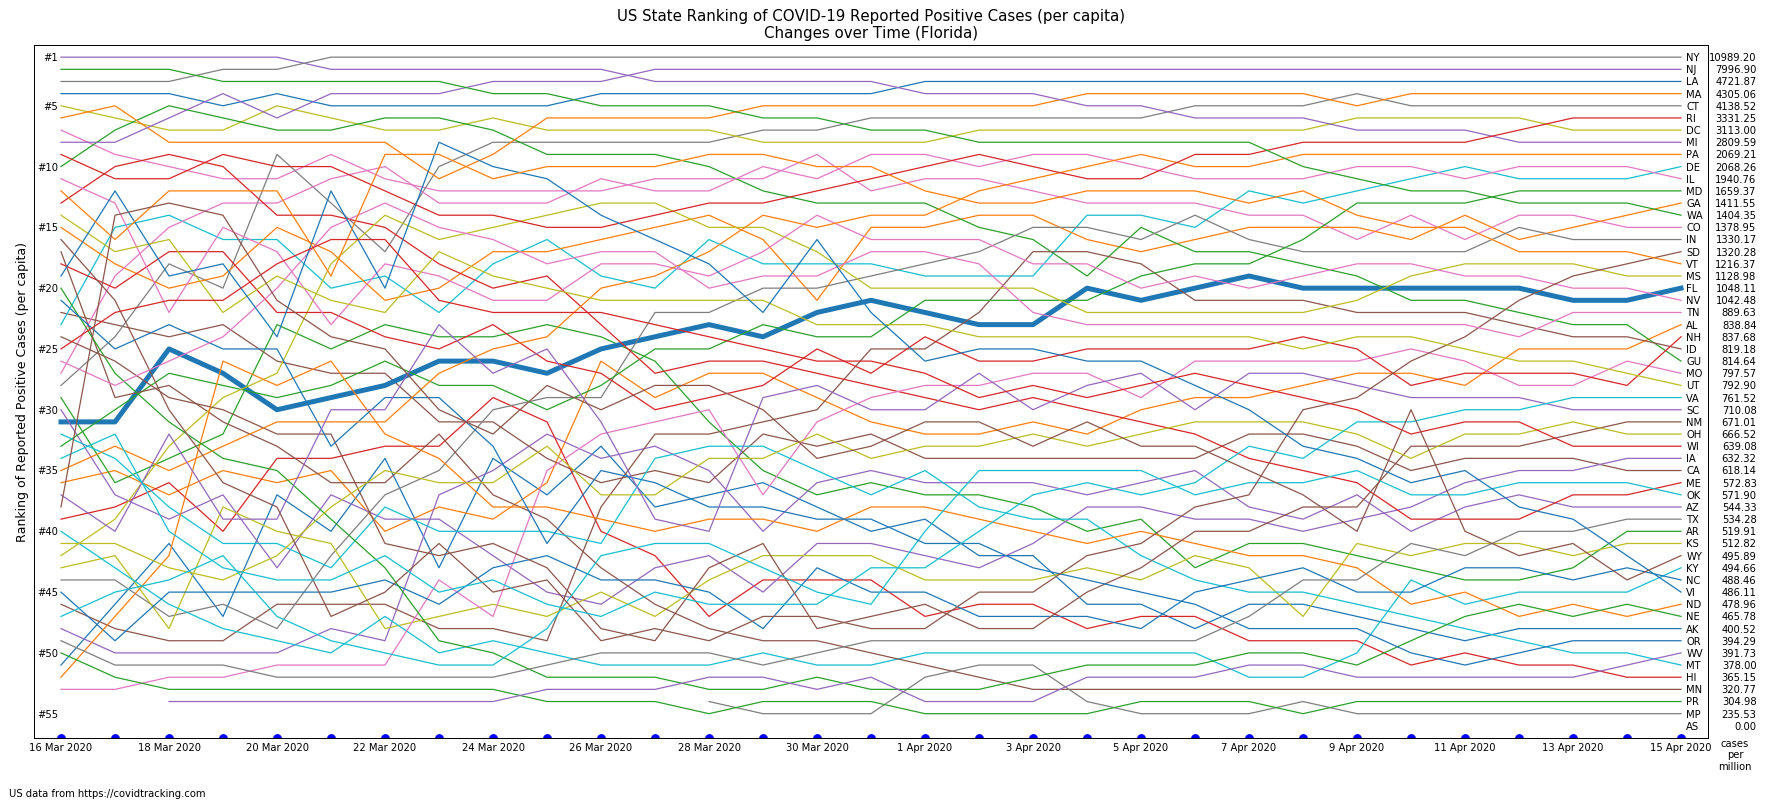 US State Ranking of COVID-19 Reported Positive Cases (per capita)
Changes over Time (Florida)
Ranking of Reported Positive Cases (per capita)
#1
#5
#10
#15
#20
#25
#30
#35
#40
#45
#50
#55
NY 10989.20
NJ 7996.90
LA 4721.87
MA 4305.06
CT 4138.52
RI 3331.25
DC 3113.00
MI 2809.59
PA 2069.21
DE 2068.26
IL 1940.76
MD 1659.37
GA 1411.55
WA 1404.35
CO 1378.95
IN 1330.17
SD 1320.28
VT 1216.37
MS 1128.98
FL 1048.11
NV 1042.48
TN 889.63
AL 838.84
NH 837.68
ID 819.18
GU 814.64
MO 797.57
UT 792.90
VA 761.52
SC 710.08
NM 671.01
OH 666.52
WI 639.08
IA 632.32
CA 618.14
ME 572.83
OK 571.90
AZ 544.33
TX 534.28
AR 519.91
KS 512.82
WY 495.89
KY 494.66
NC 488.46
VI 486.11
ND 478.96
NE 465.78
AK 400.52
OR 394.29
WV 391.73
MT 378.00
HI 365.15
MN 320.77
PR 304.98
MP 235.53
AS 0.00
16 Mar 2020 18 Mar 2020 20 Mar 2020 22 Mar 2020 24 Mar 2020 26 Mar 2020 28 Mar 2020 30 Mar 2020 1 Apr 2020 3 Apr 2020 5 Apr 2020 7 Apr 2020 9 Apr 2020 11 Apr 2020 13 Apr 2020 15 Apr 2020
cases
per
million
US data from https://covidtracking.com